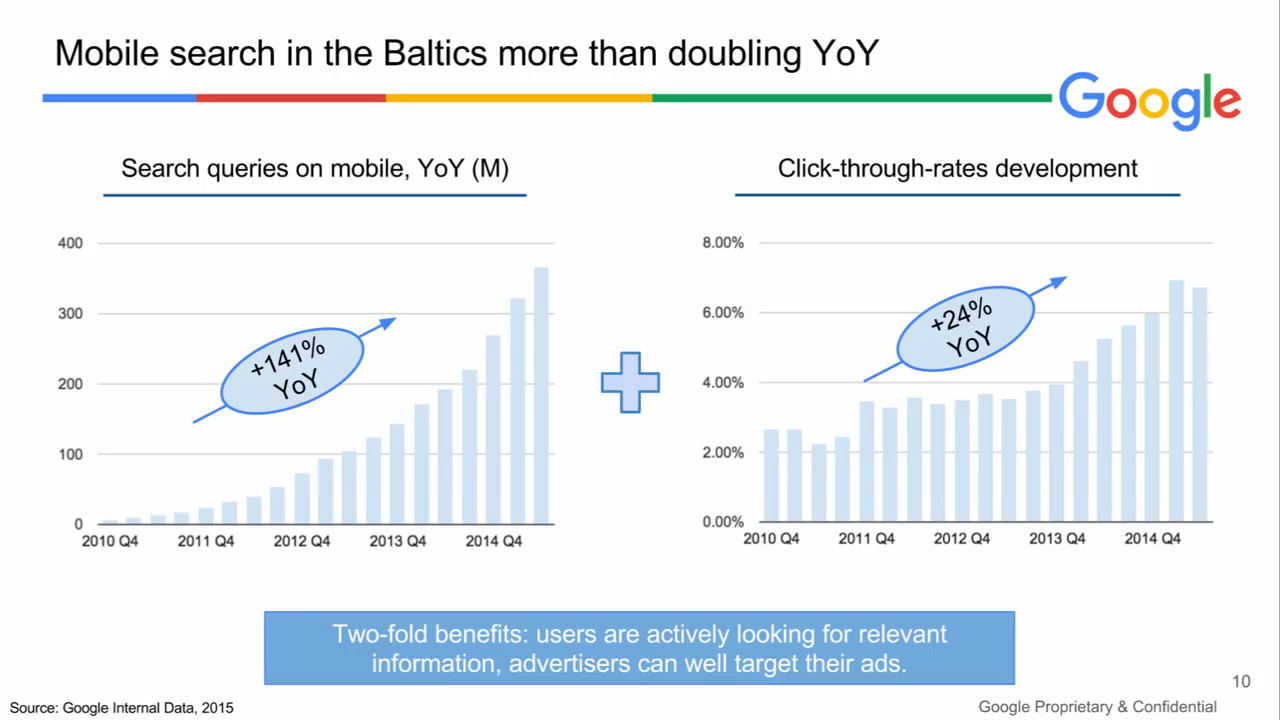 Mobile search in the Baltics more than doubling YoY
Google
Search queries on mobile, YoY (M)
400
300
200
100
0
2010 Q4 2011 Q4 2012 Q4 2013 Q4 2014 Q4
+141%
YoY
Click-through-rates development
8.00%
6.00%
4.00%
2.00%
0.00%
2010 Q4 2011 Q4 2012 Q4 2013 Q4 2014 Q4
+24%
YoY
Two-fold benefits: users are actively looking for relevant
information, advertisers can well target their ads.
10
Source: Google Internal Data, 2015
Google Proprietary & Confidential